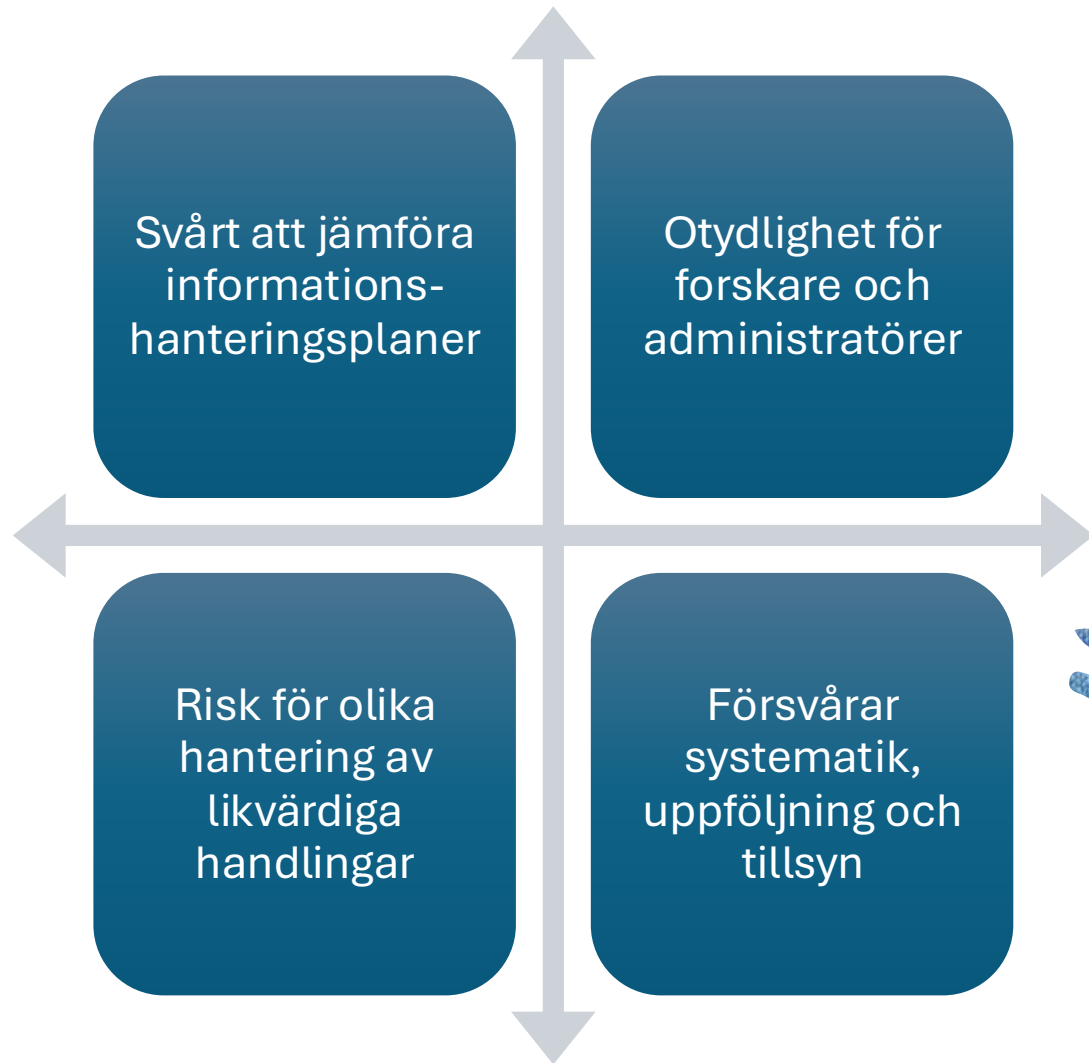 Svårt att jämföra
informations-
hanteringsplaner
Otydlighet för
forskare och
administratörer
Risk för olika
hantering av
likvärdiga
handlingar
Försvårar
systematik,
uppföljning och
tillsyn